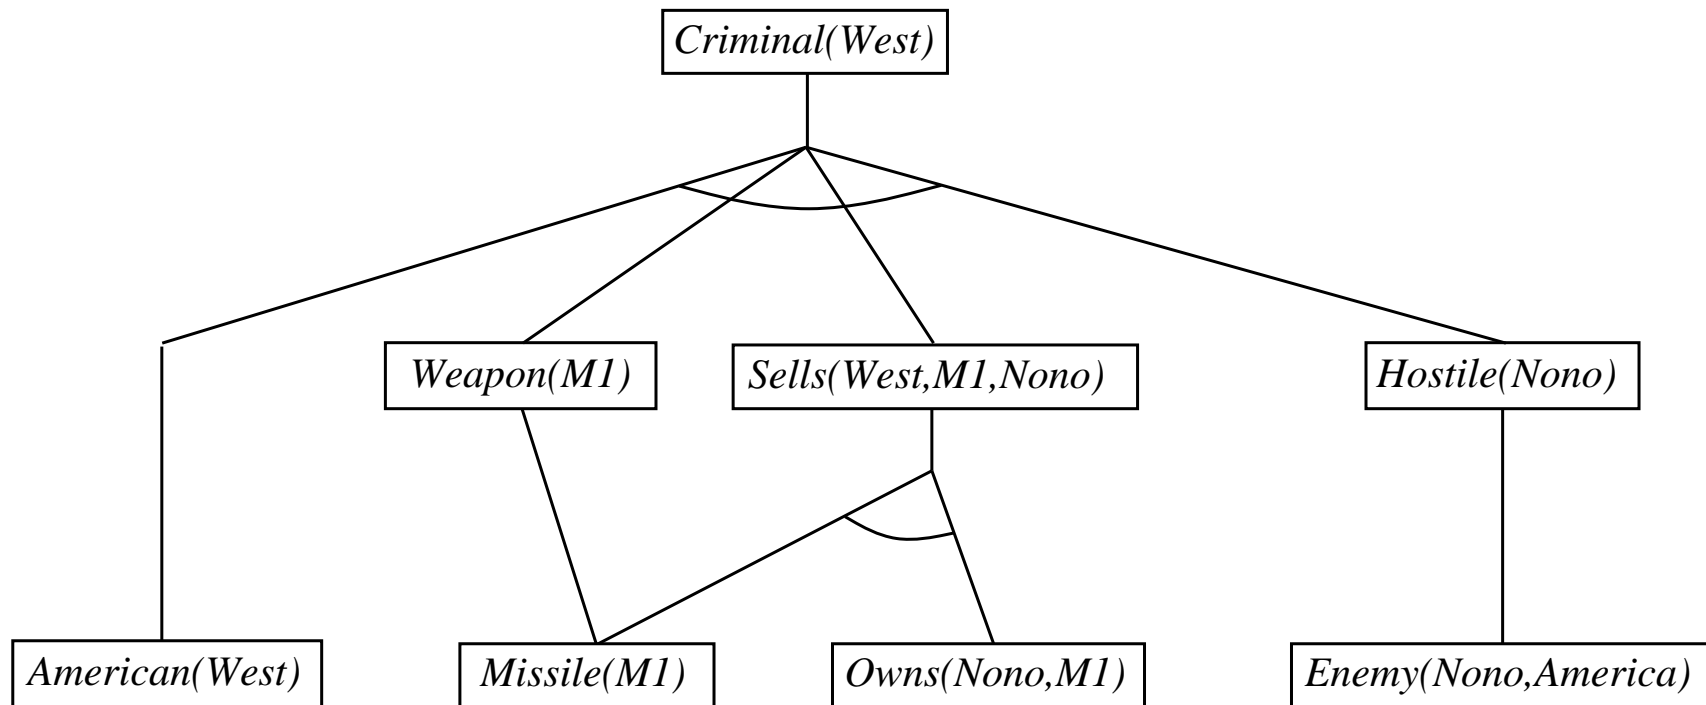 Criminal(West)
Weapon(M1)
Sells(West,M1,Nono)
Hostile(Nono)
American(West)
Missile(M1)
Owns(Nono,M1)
Enemy(Nono,America)